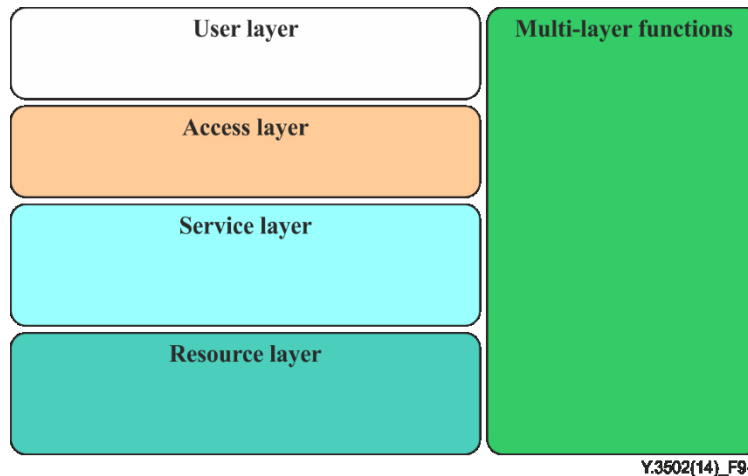 User layer
Multi-layer functions
Access layer
Service layer
Resource layer
Y.3502(14)_F9